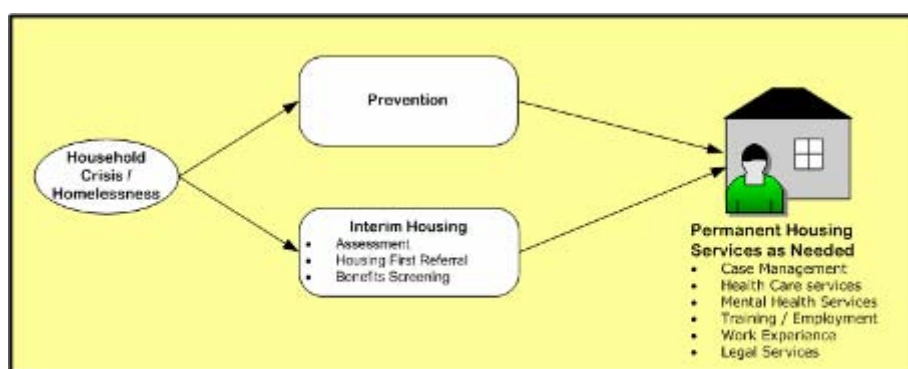 Prevention
Household
Crisis /
Homelessness
Interim Housing
• Assessment
• Housing First Referral
• Benefits Screening
Permanent Housing
Services as Needed
• Case Management
• Health Care services
• Mental Health Services
• Training / Employment
• Work Experience
• Legal Services